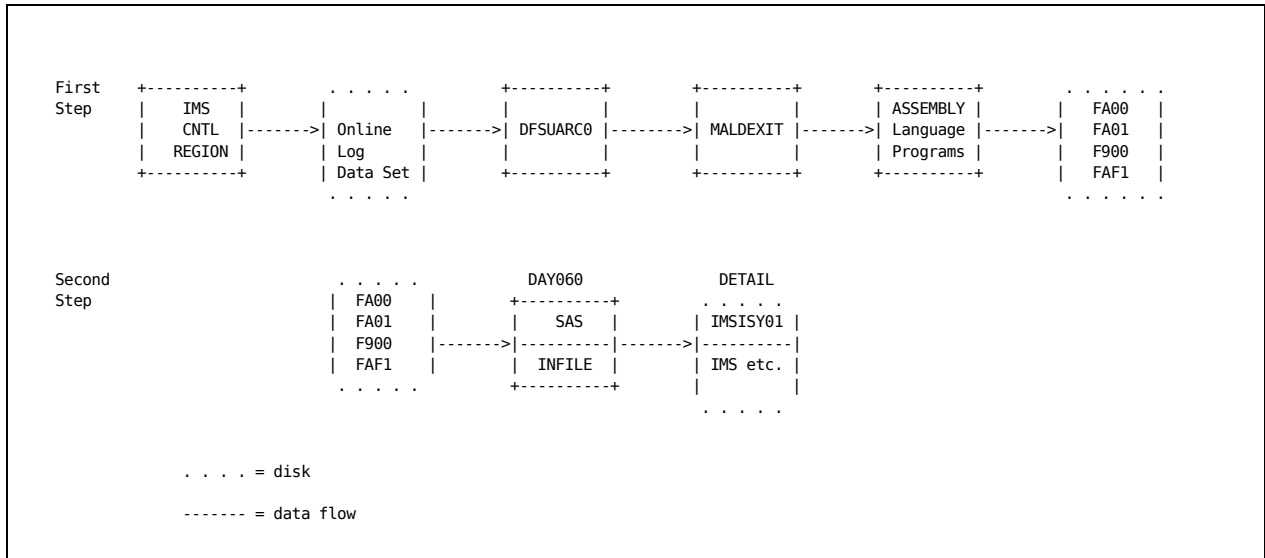 First     +----------+          . . . . .           +----------+          +----------+          +----------+          . . . . . .
Step      |    IMS   |        |           |         |          |          |          |          | ASSEMBLY |        |    FA00   |
          |    CNTL  |------->| Online    |-------->| DFSUARC0 |--------->| MALDEXIT |-------->| Language |------->|    FA01   |
          |   REGION |        | Log       |         |          |          |          |          | Programs |        |    F900   |
          +----------+        | Data Set |          +----------+          +----------+          +----------+        |    FAF1   |
                               . . . . .                                                                              . . . . . .
Second                          . . . . .              DAY060                 DETAIL
Step                           |  FA00    |         +----------+           . . . . .
                               |  FA01    |         |    SAS   |         | IMSISY01 |
                               |  F900    |-------->|----------|-------->|----------|
                               |  FAF1    |         |  INFILE  |         | IMS etc. |
                                . . . . .           +----------+         |          |
                                                                          . . . . .
. . . . = disk
------- = data flow